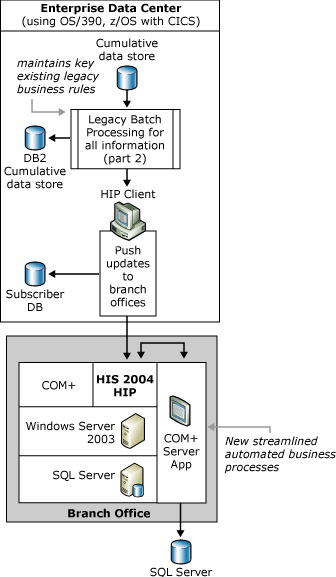 Enterprise Data Center
(using OS/390, z/OS with CICS)
Cumulative
data store
maintains key
existing legacy
business rules
Legacy Batch
Processing for
all information
(part 2)
DB2
Cumulative
data store
HIP Client
Push
updates
to
branch
offices
Subscriber
DB
COM+
HIS 2004
HIP
Windows Server
2003
COM+
Server
App
SQL Server
New streamlined
automated business
processes
Branch Office
SQL Server